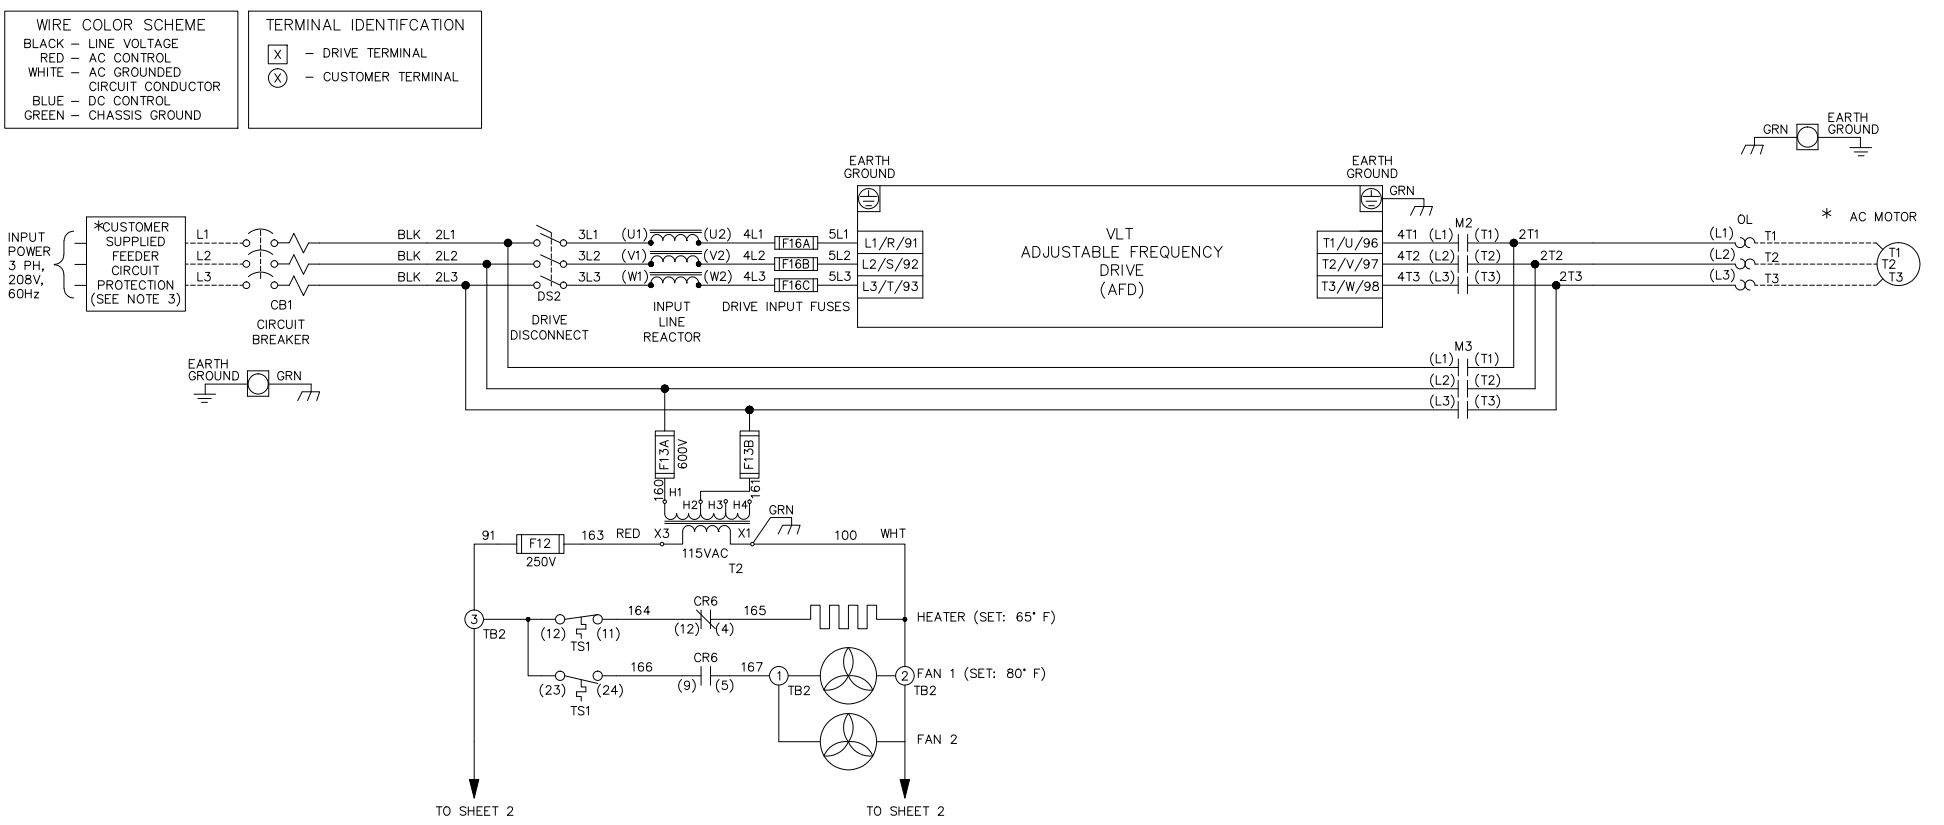 WIRE COLOR SCHEME
BLACK – LINE VOLTAGE
RED – AC CONTROL
WHITE – AC GROUNDED
CIRCUIT CONDUCTOR
BLUE – DC CONTROL
GREEN – CHASSIS GROUND
TERMINAL IDENTIFCATION
X – DRIVE TERMINAL
X – CUSTOMER TERMINAL
GRN
EARTH
GROUND
EARTH
GROUND
EARTH
GROUND
GRN
INPUT
POWER
3 PH,
208V,
60Hz
*CUSTOMER
SUPPLIED
FEEDER
CIRCUIT
PROTECTION
(SEE NOTE 3)
L1
L2
L3
CB1
CIRCUIT
BREAKER
BLK 2L1
BLK 2L2
BLK 2L3
DS2
DRIVE
DISCONNECT
3L1 (U1) (U2) 4L1 F16A 5L1 L1/R/91
3L2 (V1) (V2) 4L2 F16B 5L2 L2/S/92
3L3 (W1) (W2) 4L3 F16C 5L3 L3/T/93
INPUT
LINE
REACTOR
DRIVE INPUT FUSES
VLT
ADJUSTABLE FREQUENCY
DRIVE
(AFD)
M2
T1/U/96 4T1 (L1) (T1) 2T1
T2/V/97 4T2 (L2) (T2) 2T2
T3/W/98 4T3 (L3) (T3) 2T3
OL
(L1) T1
(L2) T2
(L3) T3
* AC MOTOR
T1
T2
T3
EARTH
GROUND
GRN
M3
(L1) (T1)
(L2) (T2)
(L3) (T3)
F13A
600V
F13B
160
161
H1
H2 H3 H4
GRN
91 F12 163 RED X3 X1 100 WHT
250V
115VAC
T2
3
TB2
(12) (11)
TS1
164
CR6
(12) (4)
165
HEATER (SET: 65° F)
(23) (24)
TS1
166
CR6
(9) (5)
167
1
TB2
2
TB2
FAN 1 (SET: 80° F)
FAN 2
TO SHEET 2
TO SHEET 2